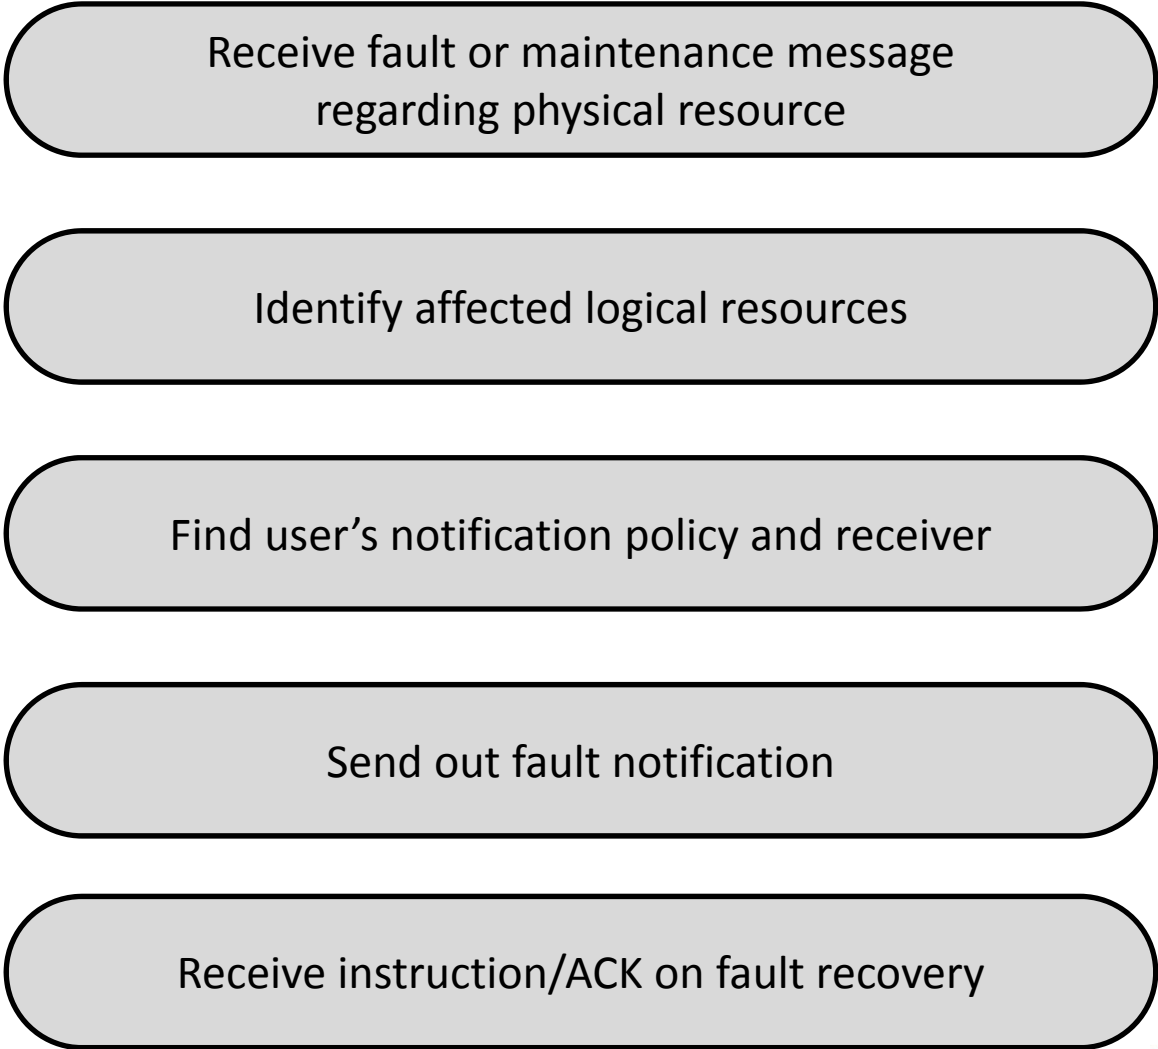 Receive fault or maintenance message
regarding physical resource
Identify affected logical resources
Find user’s notification policy and receiver
Send out fault notification
Receive instruction/ACK on fault recovery